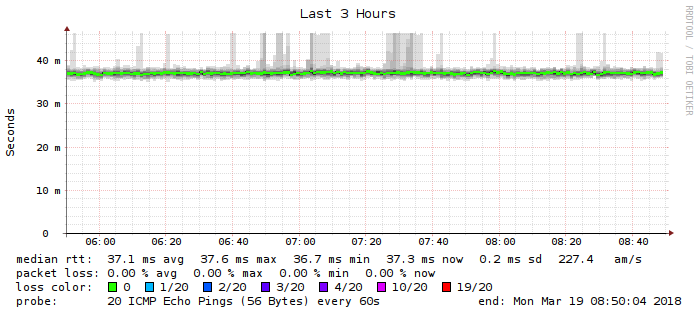 Last 3 Hours
RRDTOOL / TOBI OETIKER
Seconds
40 m
30 m
20 m
10 m
0
06:00 06:20 06:40 07:00 07:20 07:40 08:00 08:20 08:40
median rtt: 37.1 ms avg 37.6 ms max 36.7 ms min 37.3 ms now 0.2 ms sd 227.4 am/s
packet loss: 0.00 % avg 0.00 % max 0.00 % min 0.00 % now
loss color: 0 1/20 2/20 3/20 4/20 10/20 19/20
probe: 20 ICMP Echo Pings (56 Bytes) every 60s end: Mon Mar 19 08:50:04 2018